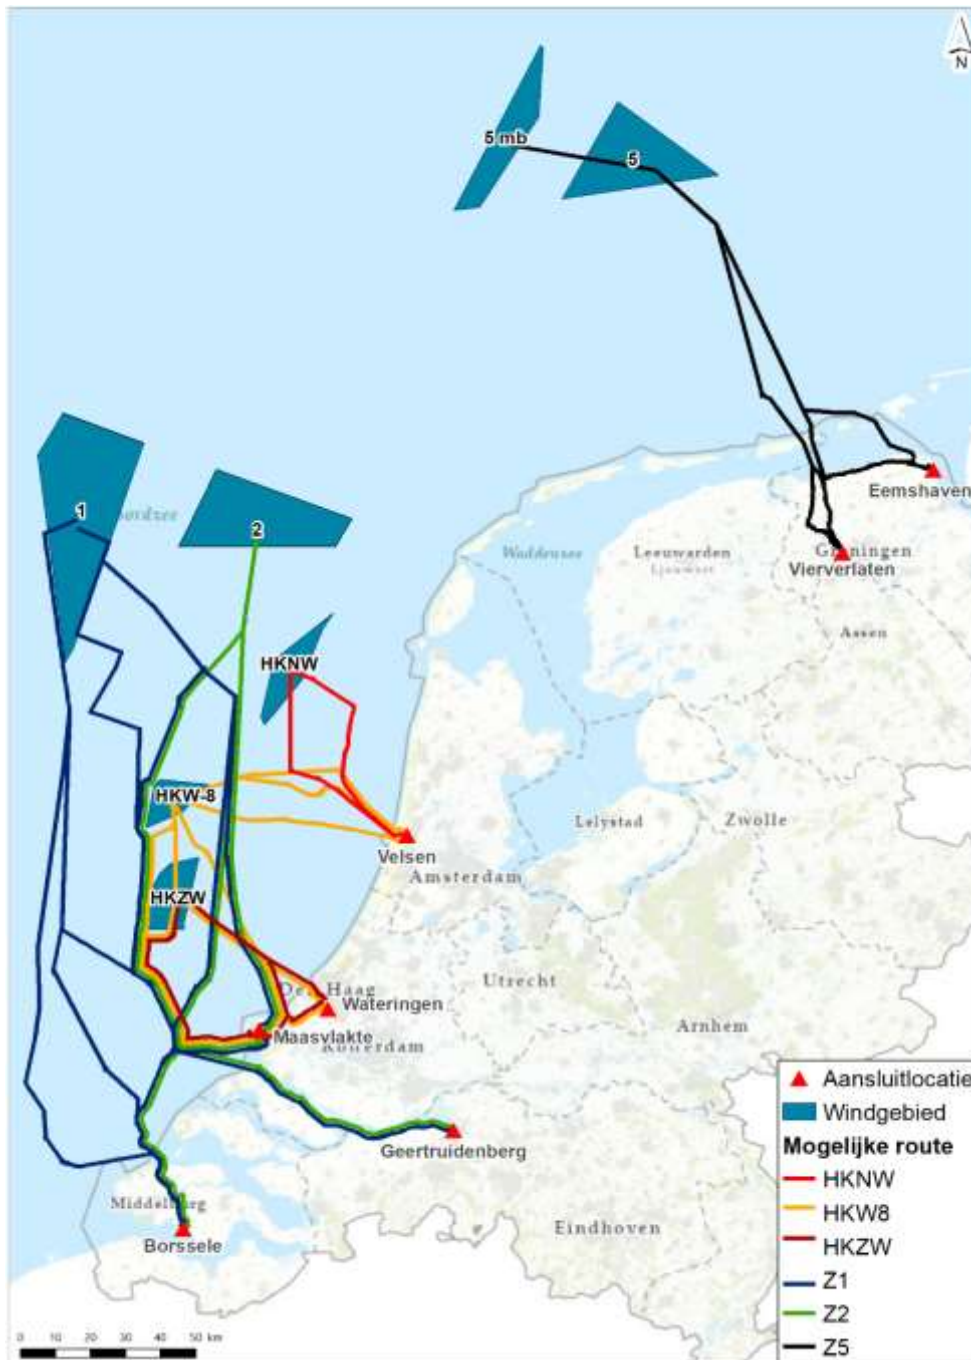 N
5 mb
5
Eemshaven
Groningen
Vierverlaten
Waddenzee
Leeuwarden
Ljouwert
Assen
1
2
HKNW
HKW-8
Lelystad
Zwolle
Velsen
Amsterdam
HKZW
Den Haag
Utrecht
Wateringen
Maasvlakte
Rotterdam
Arnhem
Geertruidenberg
Middelburg
Eindhoven
Borssele
Aansluitlocatie
Windgebied
Mogelijke route
HKNW
HKW8
HKZW
Z1
Z2
Z5
0 10 20 30 40 50 km